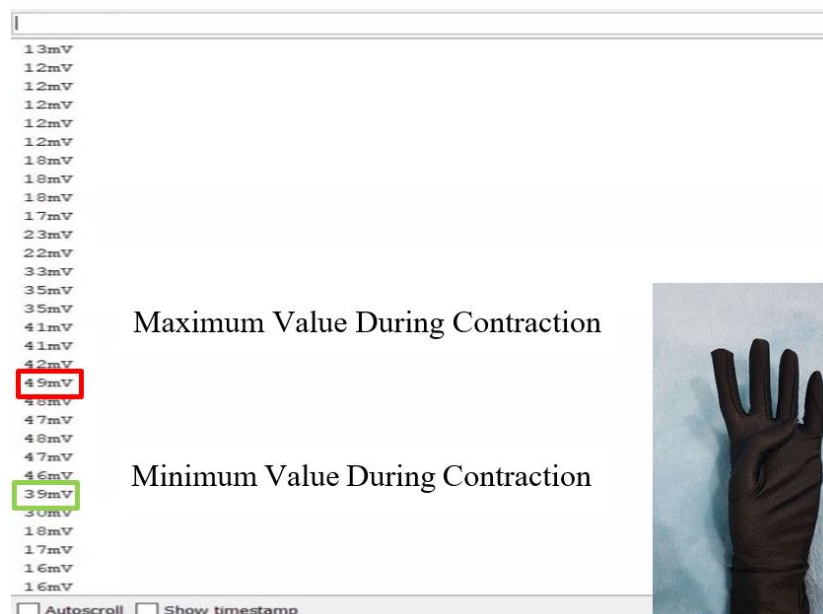 13mV
12mV
12mV
12mV
12mV
12mV
18mV
18mV
18mV
17mV
23mV
22mV
33mV
35mV
35mV
Maximum Value During Contraction
41mV
41mV
42mV
49mV
48mV
47mV
48mV
47mV
46mV
Minimum Value During Contraction
39mV
30mV
18mV
17mV
16mV
16mV
Autoscroll Show timestamp